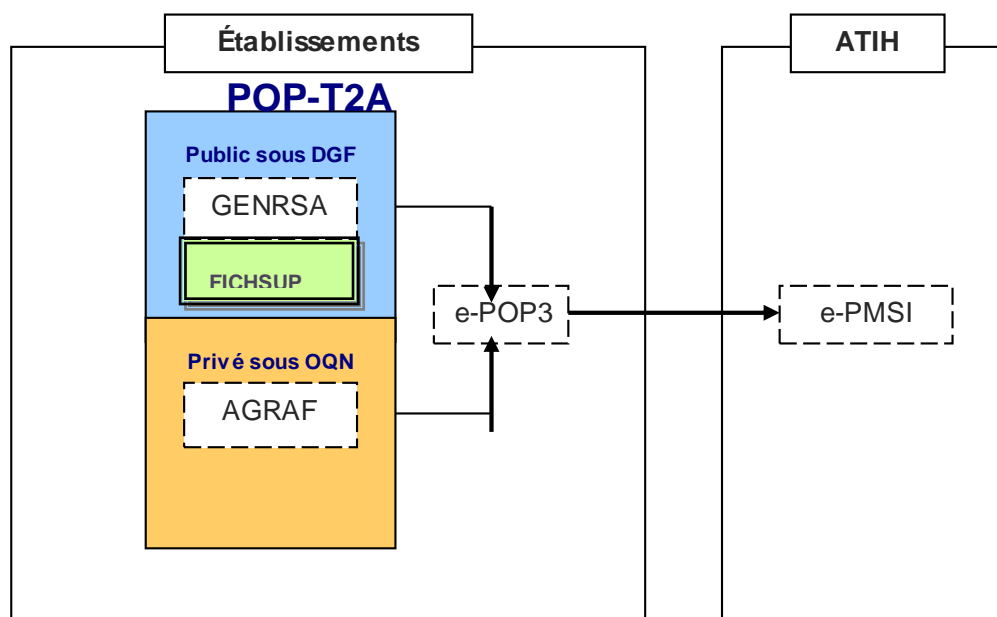 Établissements
ATIH
POP-T2A
Public sous DGF
GENRSA
FICHSUP
e-POP3
e-PMSI
Privé sous OQN
AGRAF